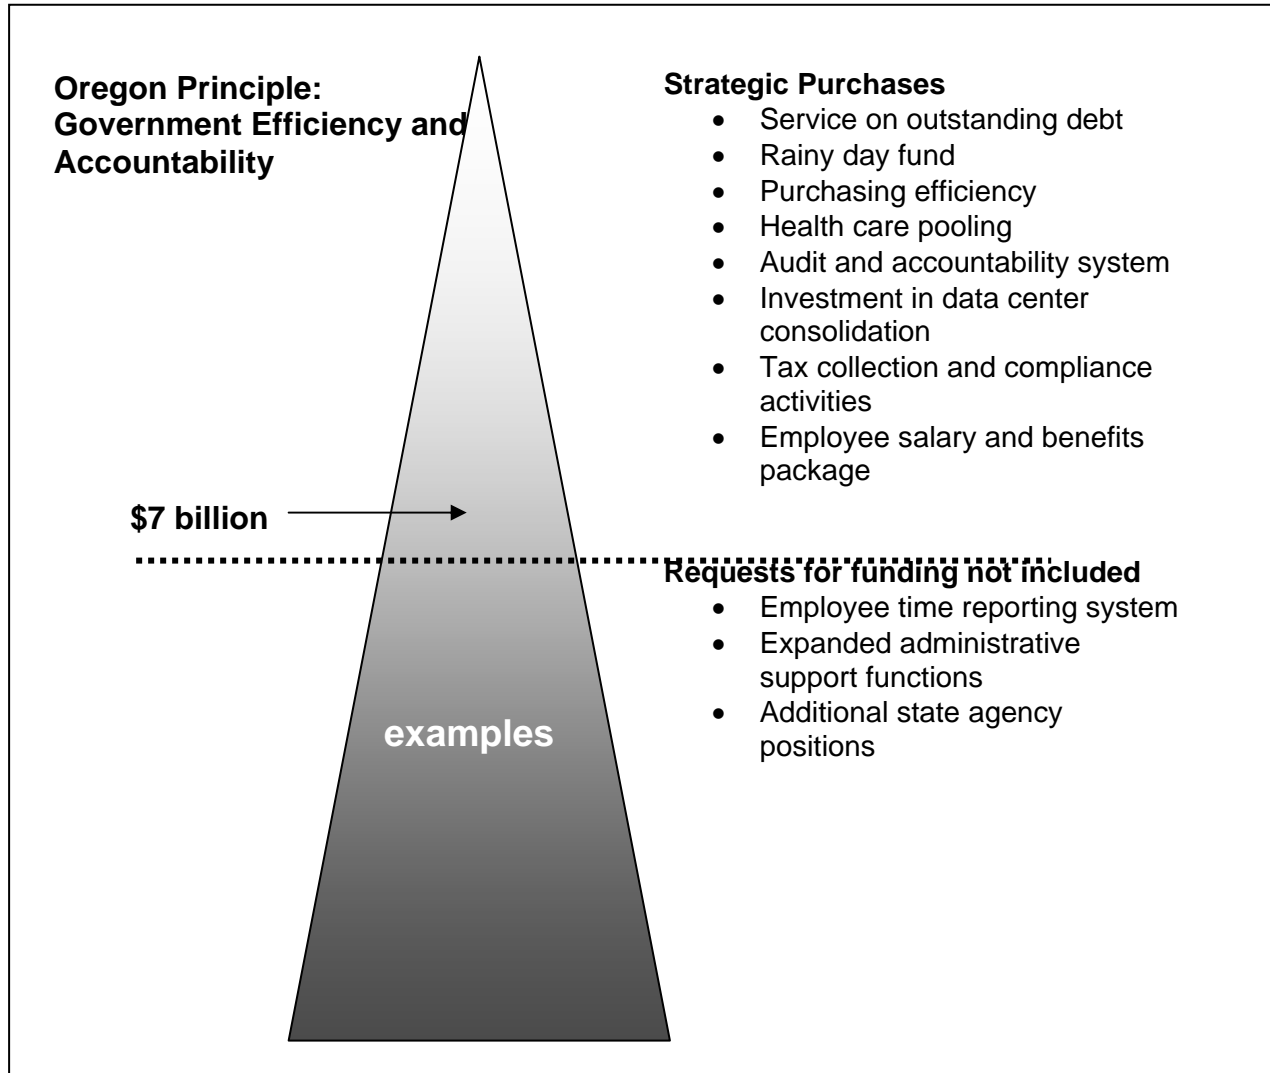 Oregon Principle:
Government Efficiency and
Accountability
Strategic Purchases
• Service on outstanding debt
• Rainy day fund
• Purchasing efficiency
• Health care pooling
• Audit and accountability system
• Investment in data center
consolidation
• Tax collection and compliance
activities
• Employee salary and benefits
package
$7 billion
Requests for funding not included
• Employee time reporting system
• Expanded administrative
support functions
• Additional state agency
positions
examples